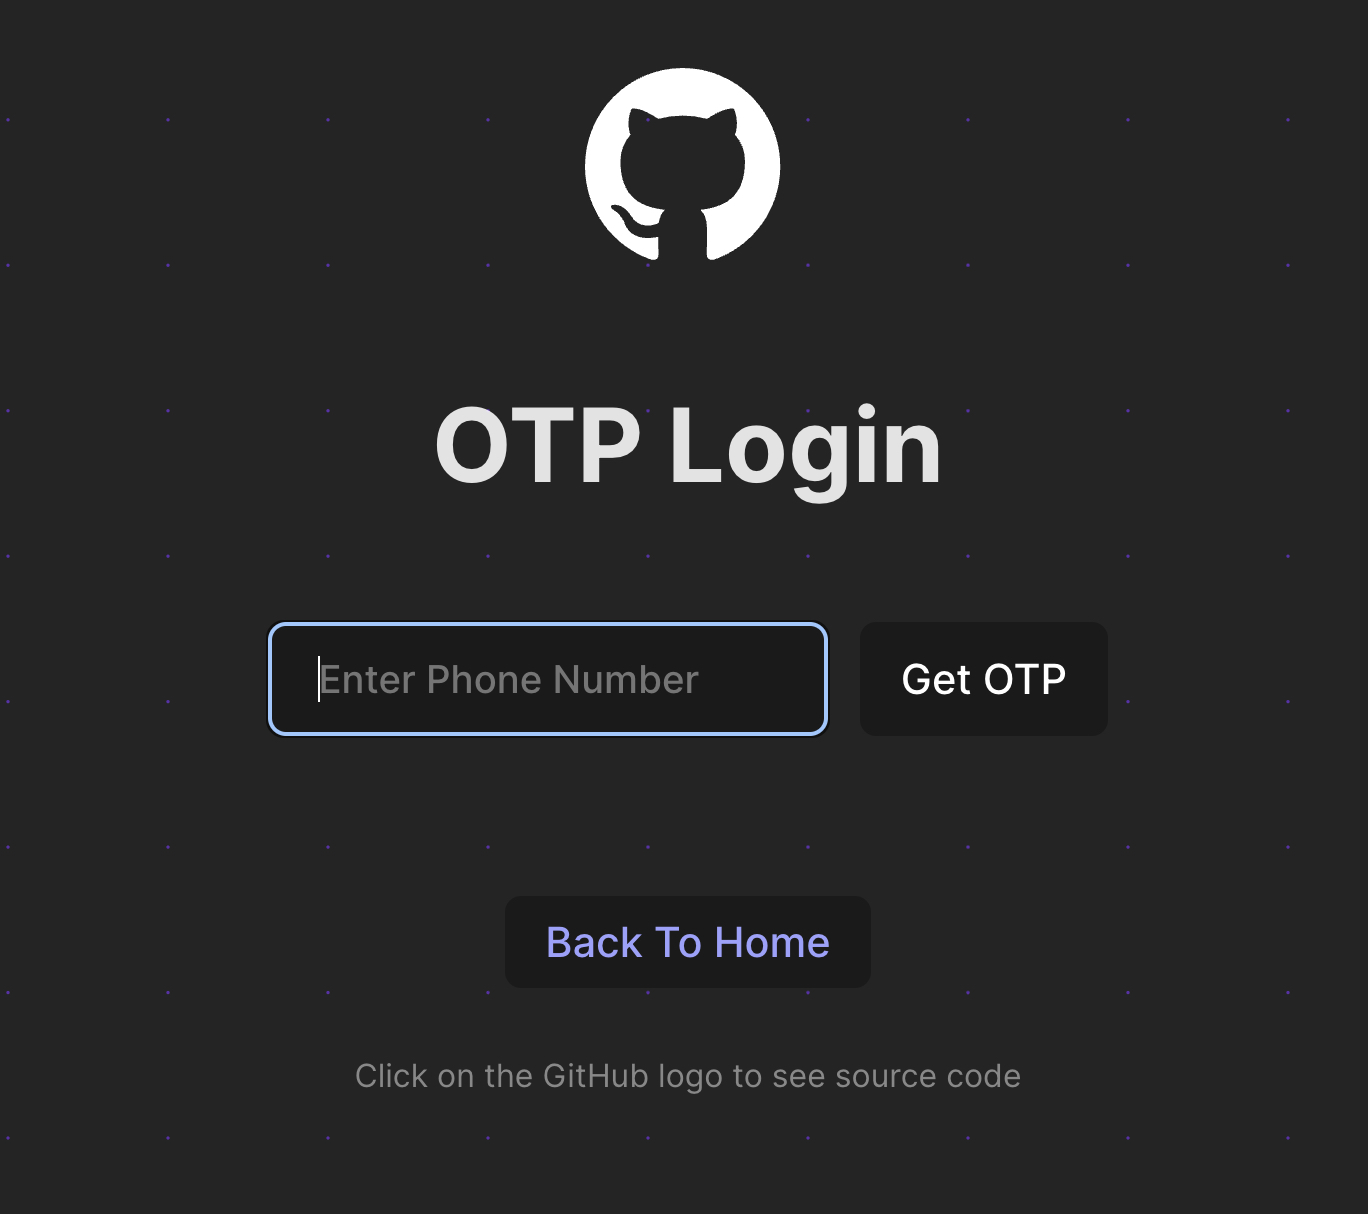 OTP Login
Enter Phone Number
Get OTP
Back To Home
Click on the GitHub logo to see source code